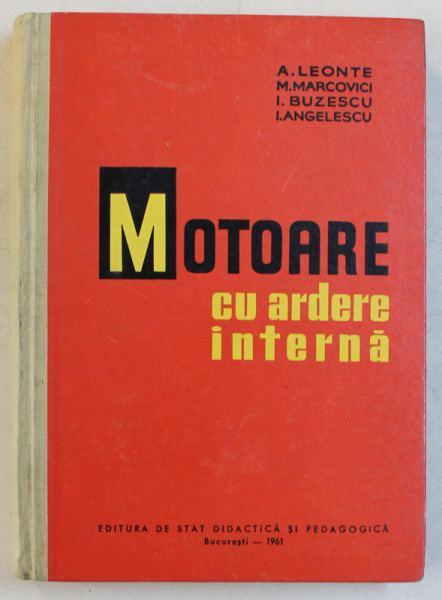 A. LEONTE
M. MARCOVICI
I. BUZESCU
I. ANGELESCU
MOTOARE
cu ardere
internă
EDITURA DE STAT DIDACTICĂ ȘI PEDAGOGICĂ
București — 1961